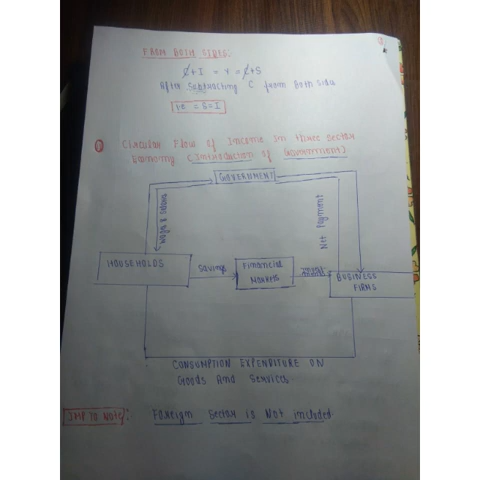 FROM BOTH SIDES:
C+I = Y = C+S
After Subtracting C from Both sides
i.e = S=I
Circular Flow of Income in three sector
Economy (Introduction of Government).
GOVERNMENT
Net Payment
HOUSEHOLDS
Savings
Financial
Markets
BUSINESS
FIRMS
CONSUMPTION EXPENDITURE ON
Goods And Services
IMP TO NOTE: Foreign Sector is Not included